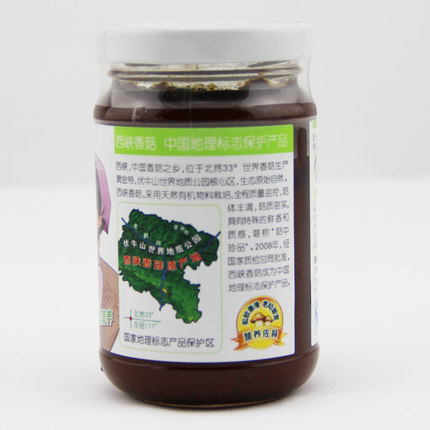 西峡香菇 中国地理标志保护产品
西峡,中国香菇之乡,位于北纬33°世界香菇生产
黄金带,伏牛山世界地质公园核心区,生态原始自然。
西峡香菇,采用天然有机物料栽培,全程质量监控,菇
体丰满,菇质密实,
具有特殊的鲜香和
质感,堪称“菇中
珍品”。2008年,经
国家质检总局批准,
西峡香菇成为中国
地理标志保护产品。
伏牛山世界地质公园
西峡香菇原产地
北纬33°
东经111°
国家地理标志产品保护区
营养佐餐